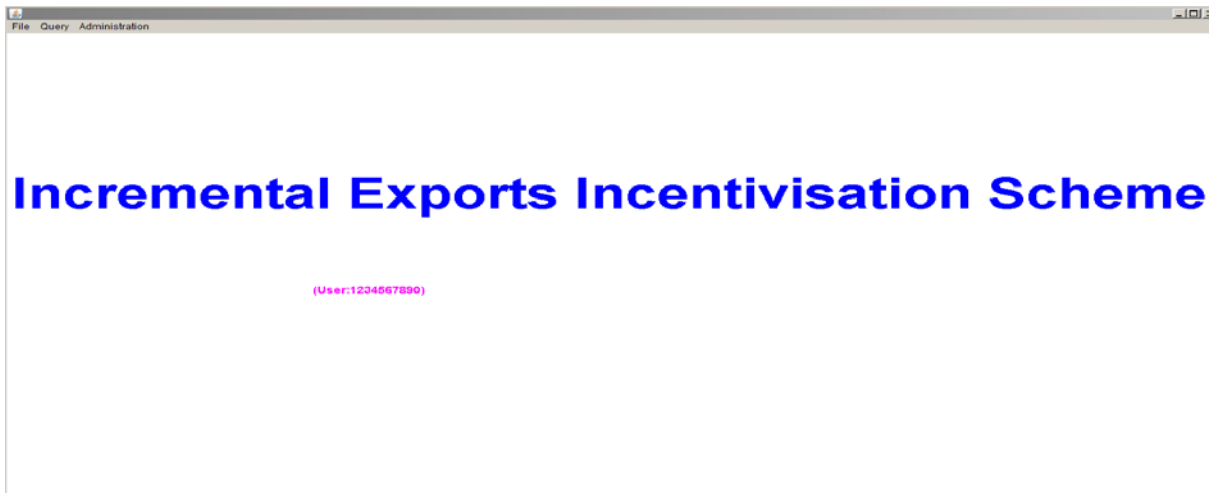 File Query Administration
Incremental Exports Incentivisation Scheme
(User:1234567890)